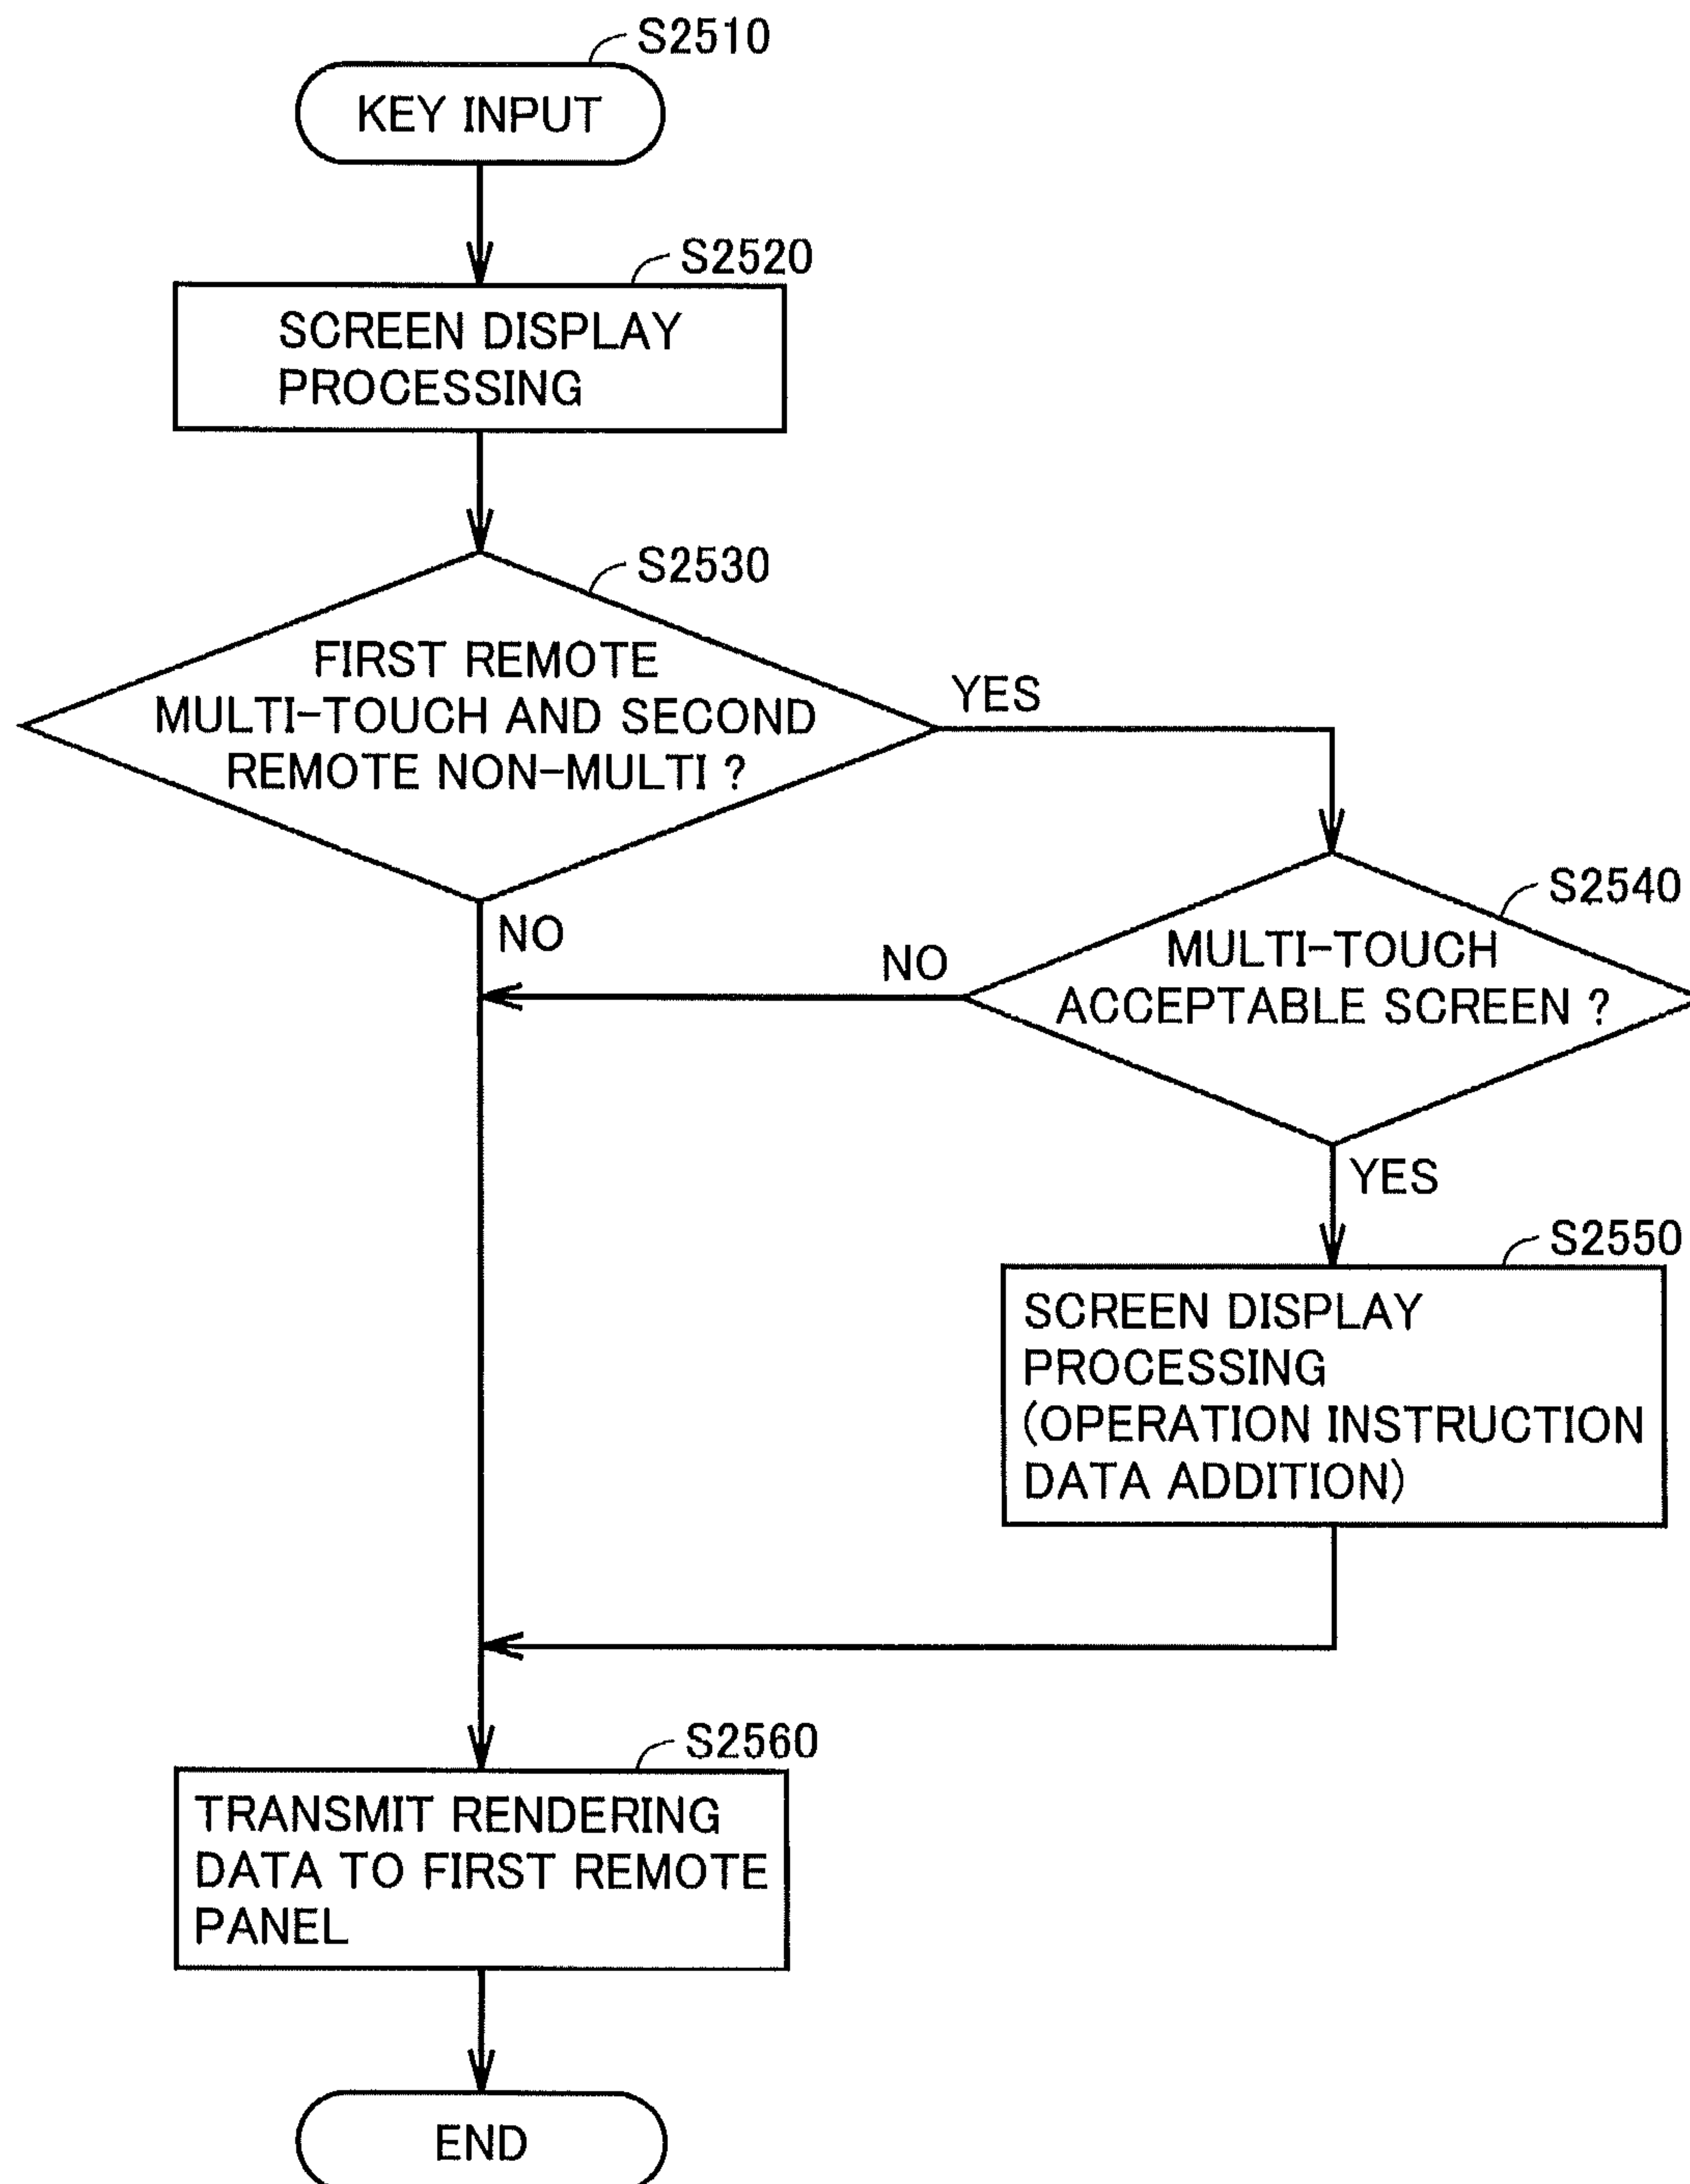 S2510
KEY INPUT
S2520
SCREEN DISPLAY
PROCESSING
S2530
FIRST REMOTE
MULTI-TOUCH AND SECOND
REMOTE NON-MULTI ?
YES
NO
S2540
MULTI-TOUCH
ACCEPTABLE SCREEN ?
NO
YES
S2550
SCREEN DISPLAY
PROCESSING
(OPERATION INSTRUCTION
DATA ADDITION)
S2560
TRANSMIT RENDERING
DATA TO FIRST REMOTE
PANEL
END